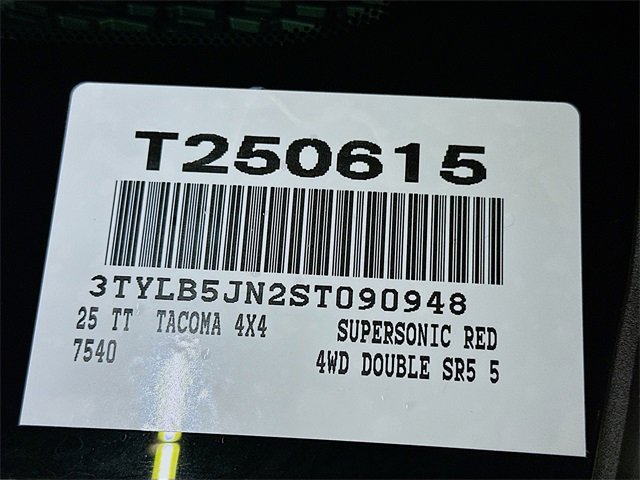 T250615
3TYLB5JN2ST090948
25 TT TACOMA 4X4 SUPERSONIC RED
7540 4WD DOUBLE SR5 5